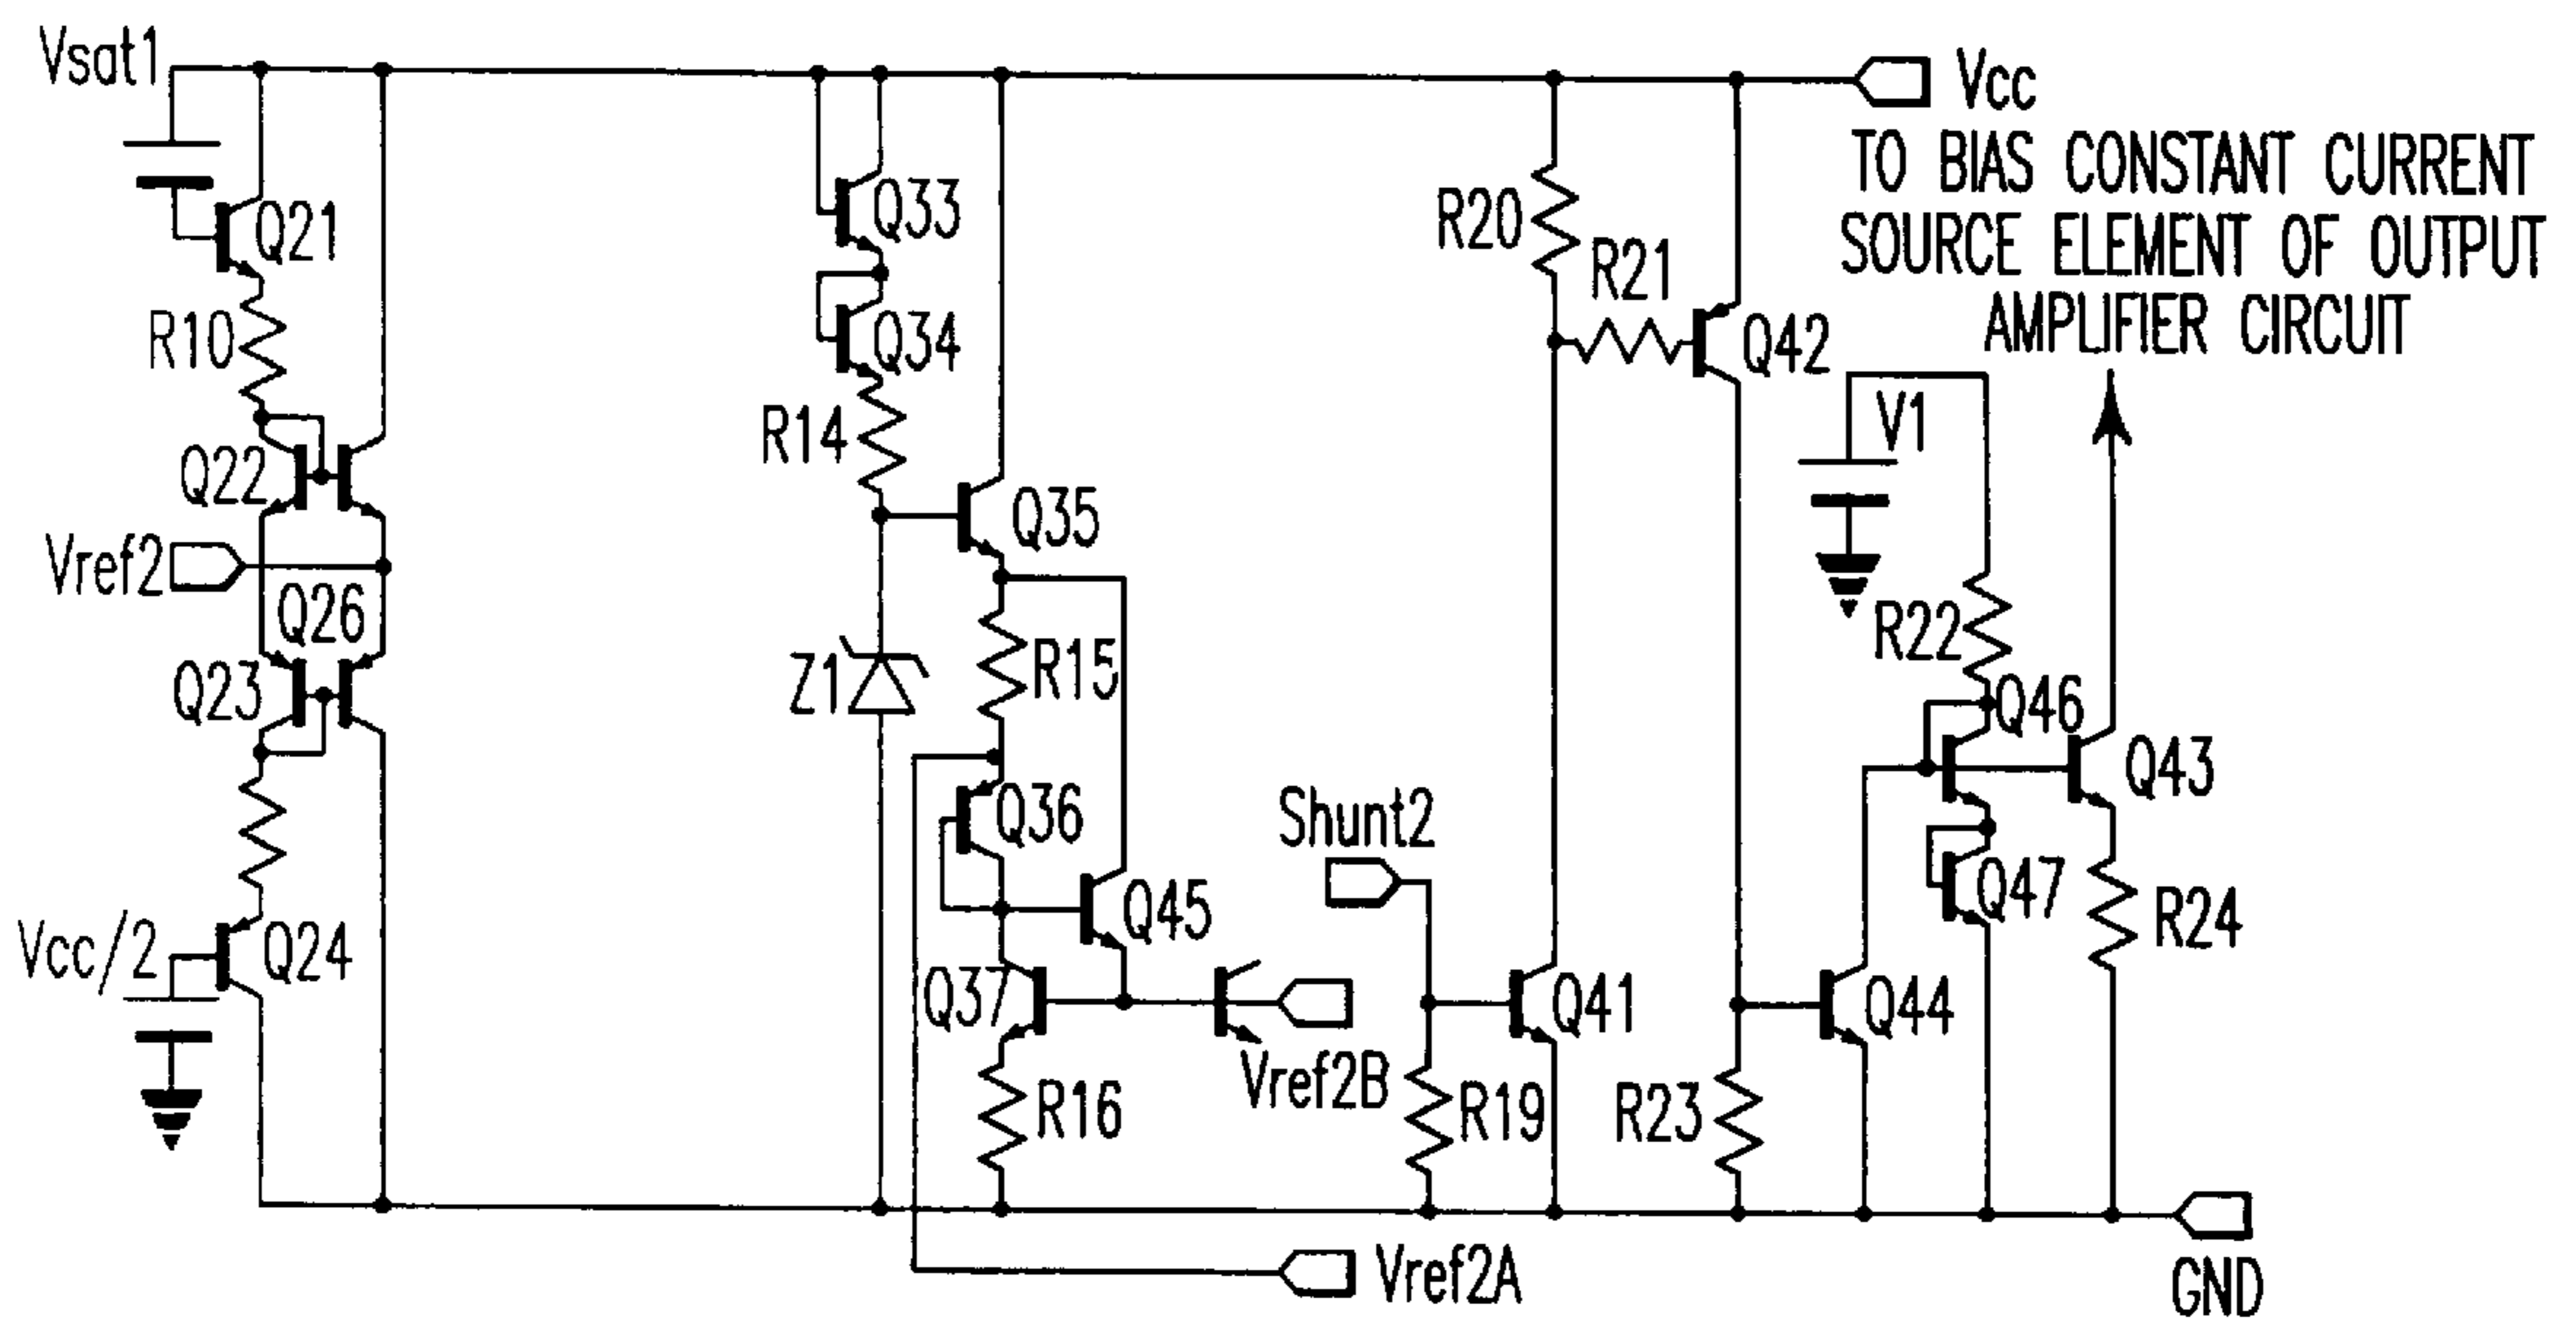 Vsat1
Vcc
TO BIAS CONSTANT CURRENT
SOURCE ELEMENT OF OUTPUT
AMPLIFIER CIRCUIT
Q21
Q33
R20
R21
R10
Q34
Q42
R14
V1
Q22
Q35
Vref2
Q26
R15
R22
Q23
Z1
Q46
Q43
Q36
Shunt2
Q47
Q45
R24
Vcc/2
Q24
Q37
Q41
Q44
Vref2B
R16
R19
R23
Vref2A
GND